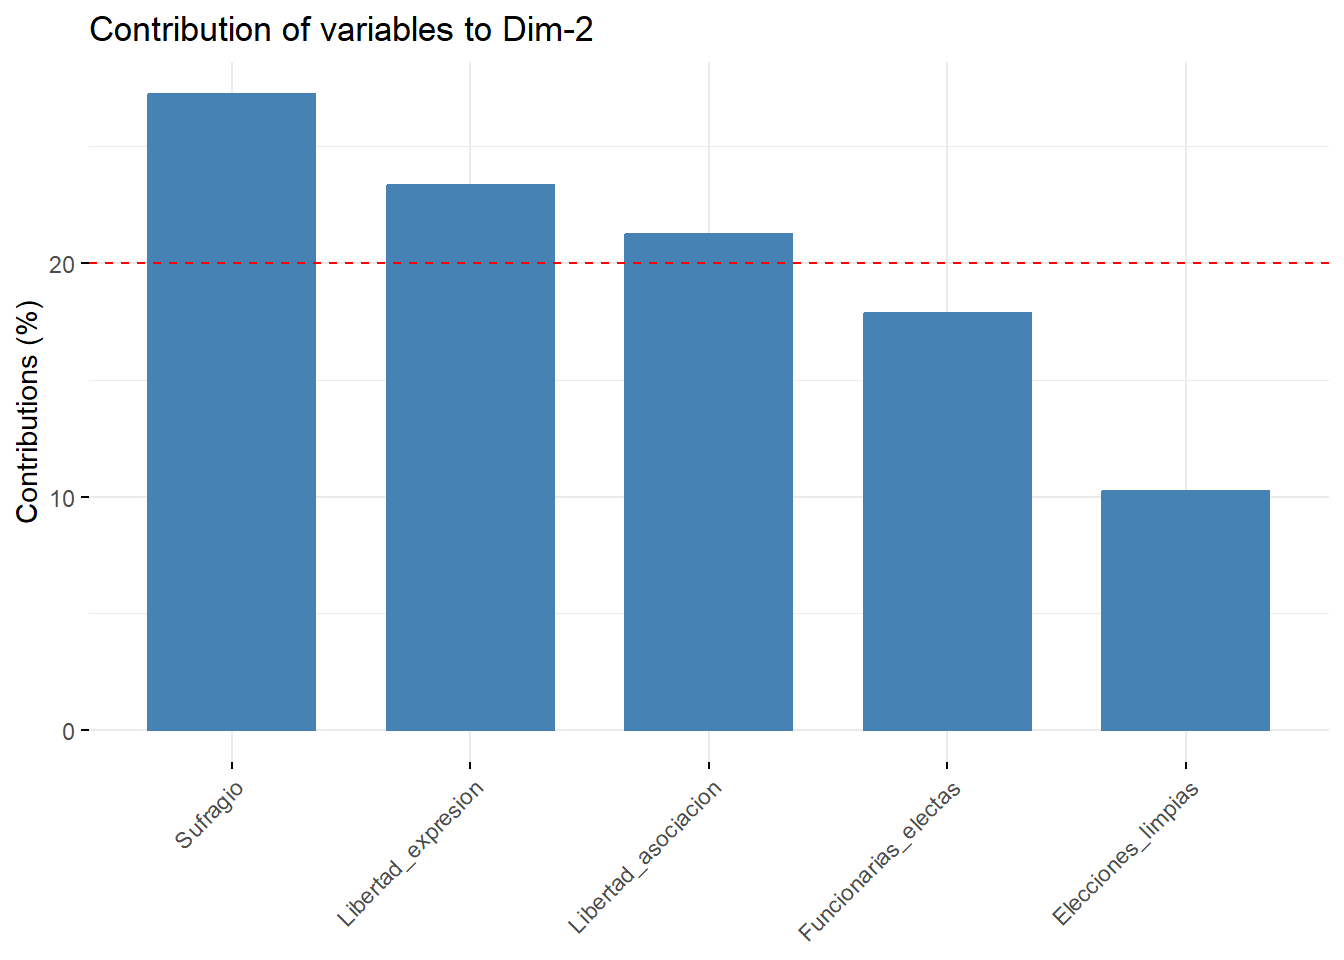 Contribution of variables to Dim-2
Contributions (%)
20
10
0
Sufragio
Libertad_expresion
Libertad_asociacion
Funcionarias_electas
Elecciones_limpias